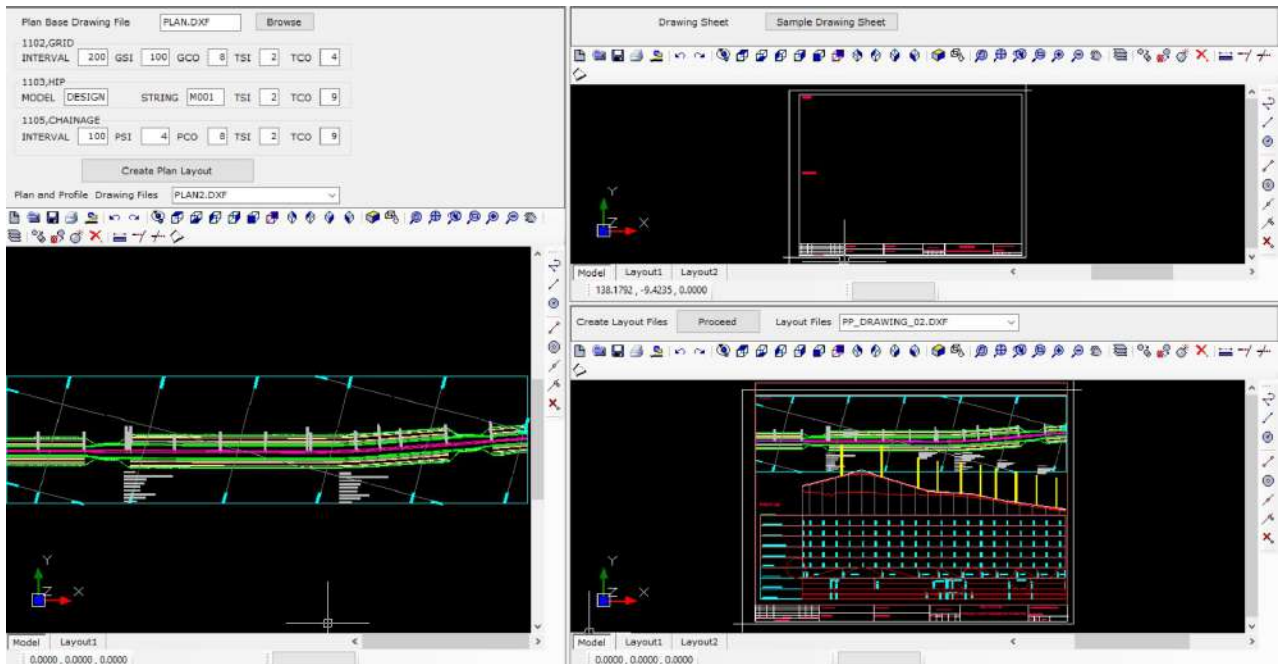 Plan Base Drawing File PLAN.DXF Browse
1102,GRID
INTERVAL 200 GSI 100 GCO 8 TSI 2 TCO 4
1103,HIP
MODEL DESIGN STRING M001 TSI 2 TCO 9
1105,CHAINAGE
INTERVAL 100 PSI 4 PCO 8 TSI 2 TCO 9
Create Plan Layout
Plan and Profile Drawing Files PLAN2.DXF
Y
Z X
Model Layout1
0.0000 , 0.0000 , 0.0000
Drawing Sheet Sample Drawing Sheet
Y
Z X
Model Layout1 Layout2
138.1792 , -9.4235, 0.0000
Create Layout Files Proceed Layout Files PP_DRAWING_02.DXF
Y
Z X
Model Layout1 Layout2
0.0000 , 0.0000 , 0.0000